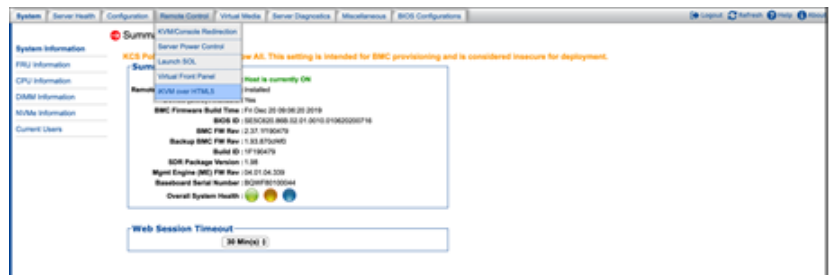 System Server Health Configuration Remote Control Virtual Media Server Diagnostics Miscellaneous BIOS Configurations Logout Refresh Help About
KVM/Console Redirection
Server Power Control
Launch SOL
Virtual Front Panel
iKVM over HTML5
System Information
FRU Information
CPU Information
DIMM Information
NVMe Information
Current Users
Summ
KCS Po
ow All. This setting is intended for BMC provisioning and is considered insecure for deployment.
Sum
Host is currently ON
Remote
Installed
Yes
BMC Firmware Build Time : Fri Dec 20 09:06:20 2019
BIOS ID : SE5C620.86B.02.01.0010.010620200716
BMC FW Rev : 2.37.1f190479
Backup BMC FW Rev :
Build ID : 1F190479
SDR Package Version : 1.98
Mgmt Engine (ME) FW Rev : 04.01.04.339
Baseboard Serial Number :
Overall System Health :
Web Session Timeout
30 Min(s)